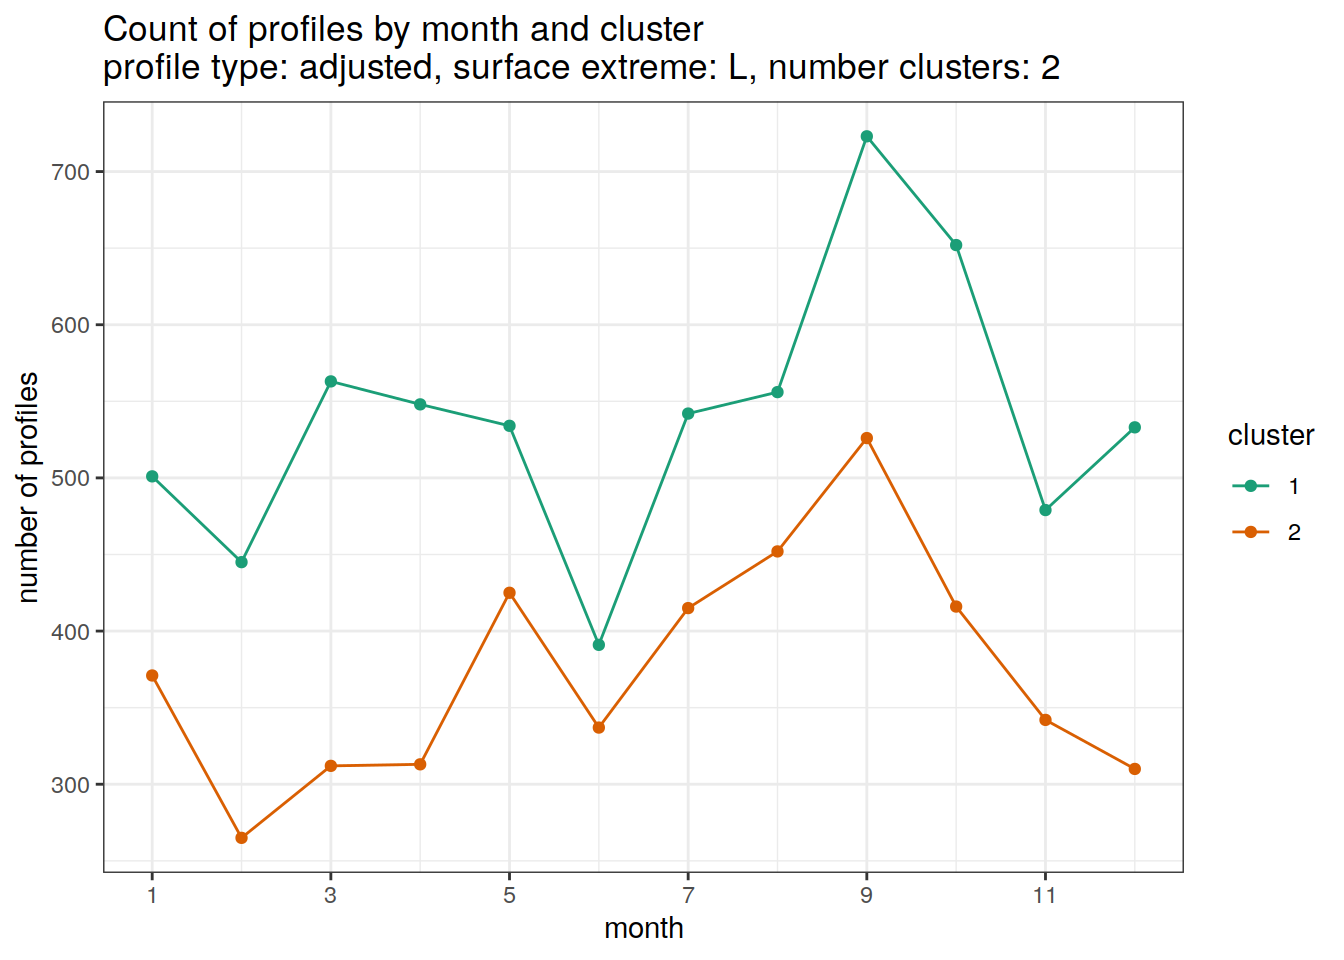 Count of profiles by month and cluster
profile type: adjusted, surface extreme: L, number clusters: 2
700
600
500
400
300
number of profiles
1 3 5 7 9 11
month
cluster
1
2